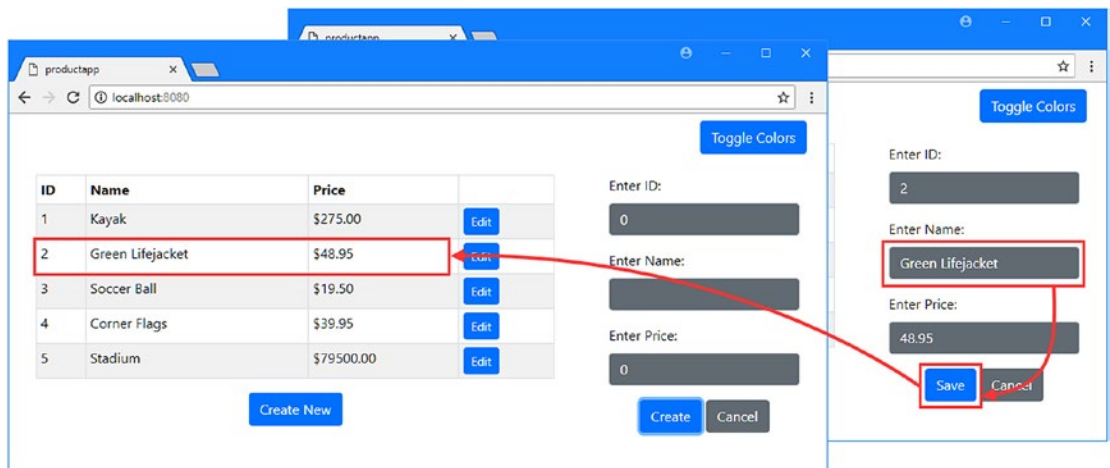 productapp
productapp
localhost:8080
Toggle Colors
ID Name Price
1 Kayak $275.00 Edit
2 Green Lifejacket $48.95 Edit
3 Soccer Ball $19.50 Edit
4 Corner Flags $39.95 Edit
5 Stadium $79500.00 Edit
Create New
Enter ID:
0
Enter Name:
Enter Price:
0
Create Cancel
Toggle Colors
Enter ID:
2
Enter Name:
Green Lifejacket
Enter Price:
48.95
Save Cancel